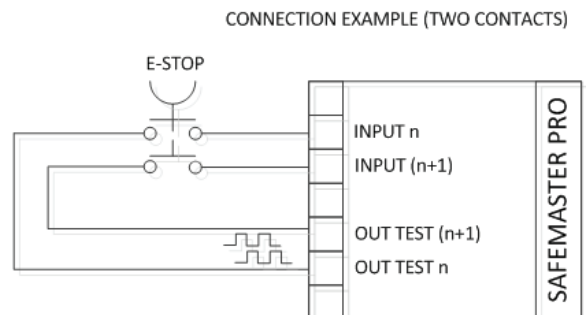 CONNECTION EXAMPLE (TWO CONTACTS)
E-STOP
INPUT n
INPUT (n+1)
OUT TEST (n+1)
OUT TEST n
SAFEMASTER PRO